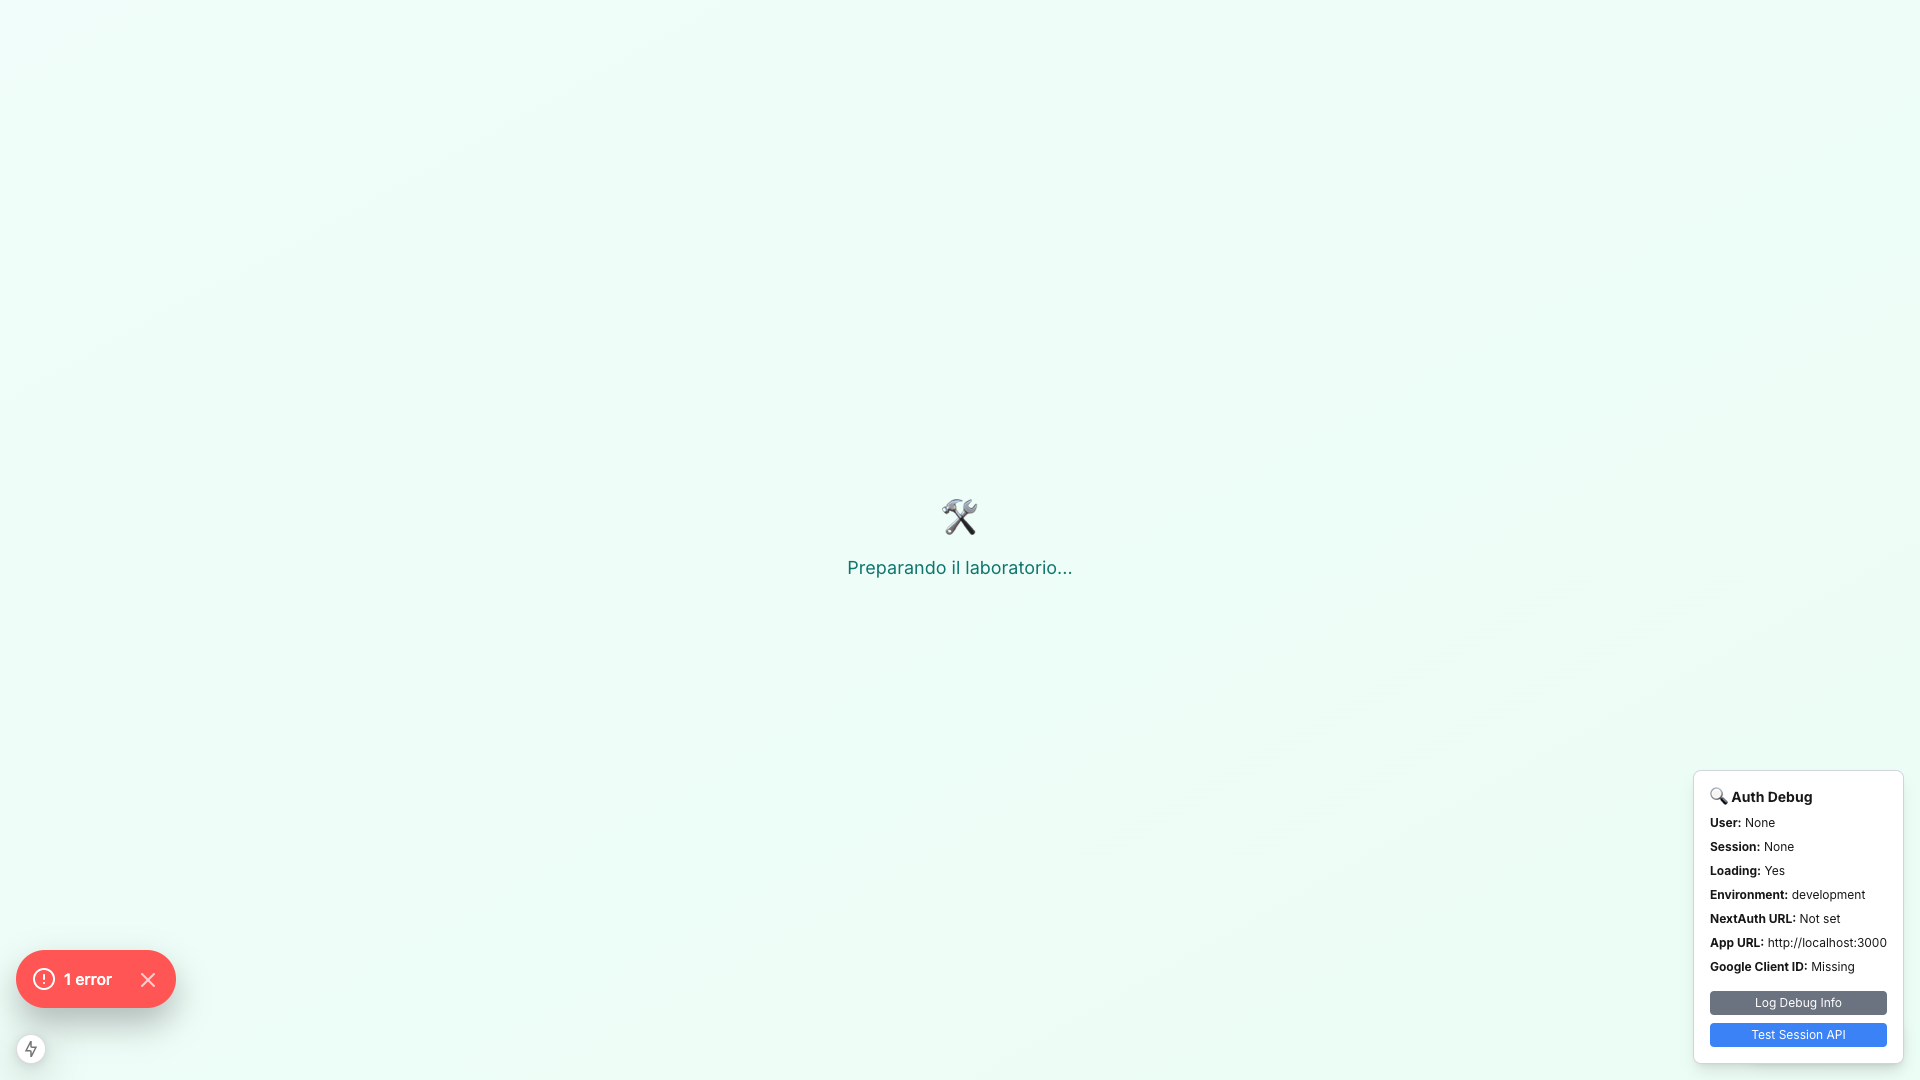 Preparando il laboratorio...
Auth Debug
User: None
Session: None
Loading: Yes
Environment: development
NextAuth URL: Not set
App URL: http://localhost:3000
Google Client ID: Missing
Log Debug Info
Test Session API
1 error